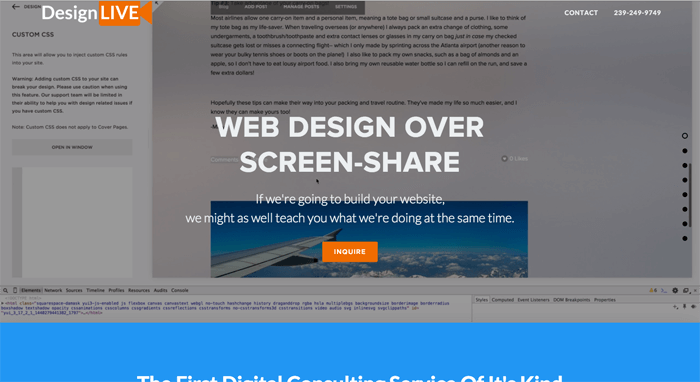 DESIGN
DesignLIVE
BLOG
ADD POST
MANAGE POSTS
SETTINGS
CONTACT
239-249-9749
CUSTOM CSS
This area will allow you to inject custom CSS rules
into your site.
Warning: Adding custom CSS to your site can
break your design. Please use caution when using
this feature. Our support team will be limited in
their ability to help with design related issues if
you have custom CSS.
Note: Custom CSS does not apply to Cover Pages.
OPEN IN WINDOW
Most airlines allow one carry-on item and a personal item, meaning a tote bag or small suitcase and a purse. I like to think of
my tote bag as my life-saver. When travelling overseas (or anywhere) I always pack an extra change of clothing, some
undergarments, a toothbrush/toothpaste and extra contact lenses or glasses in my carry on bag just in case my checked
suitcase gets lost or misses a connecting flight-- which I only made by sprinting across the Atlanta airport (another reason to
wear your bulky tennis shoes or boots on the plane!) I also like to pack my own snacks, such as a bag of almonds and an
apple, so I don't have to eat lousy airport food. I also bring my own reusable water bottle so I can refill on the run, and save a
few extra dollars!
Hopefully these tips can make their way into your packing and travel routine. They've made my life so much easier, and I
know they can make yours too!
WEB DESIGN OVER
SCREEN-SHARE
Comments
0 Likes
If we're going to build your website,
we might as well teach you what we're doing at the same time.
INQUIRE
Elements Network Sources Timeline Profiles Resources Audits Console
Styles Computed Event Listeners DOM Breakpoints Properties
The First Digital Consulting Service Of It's Kind